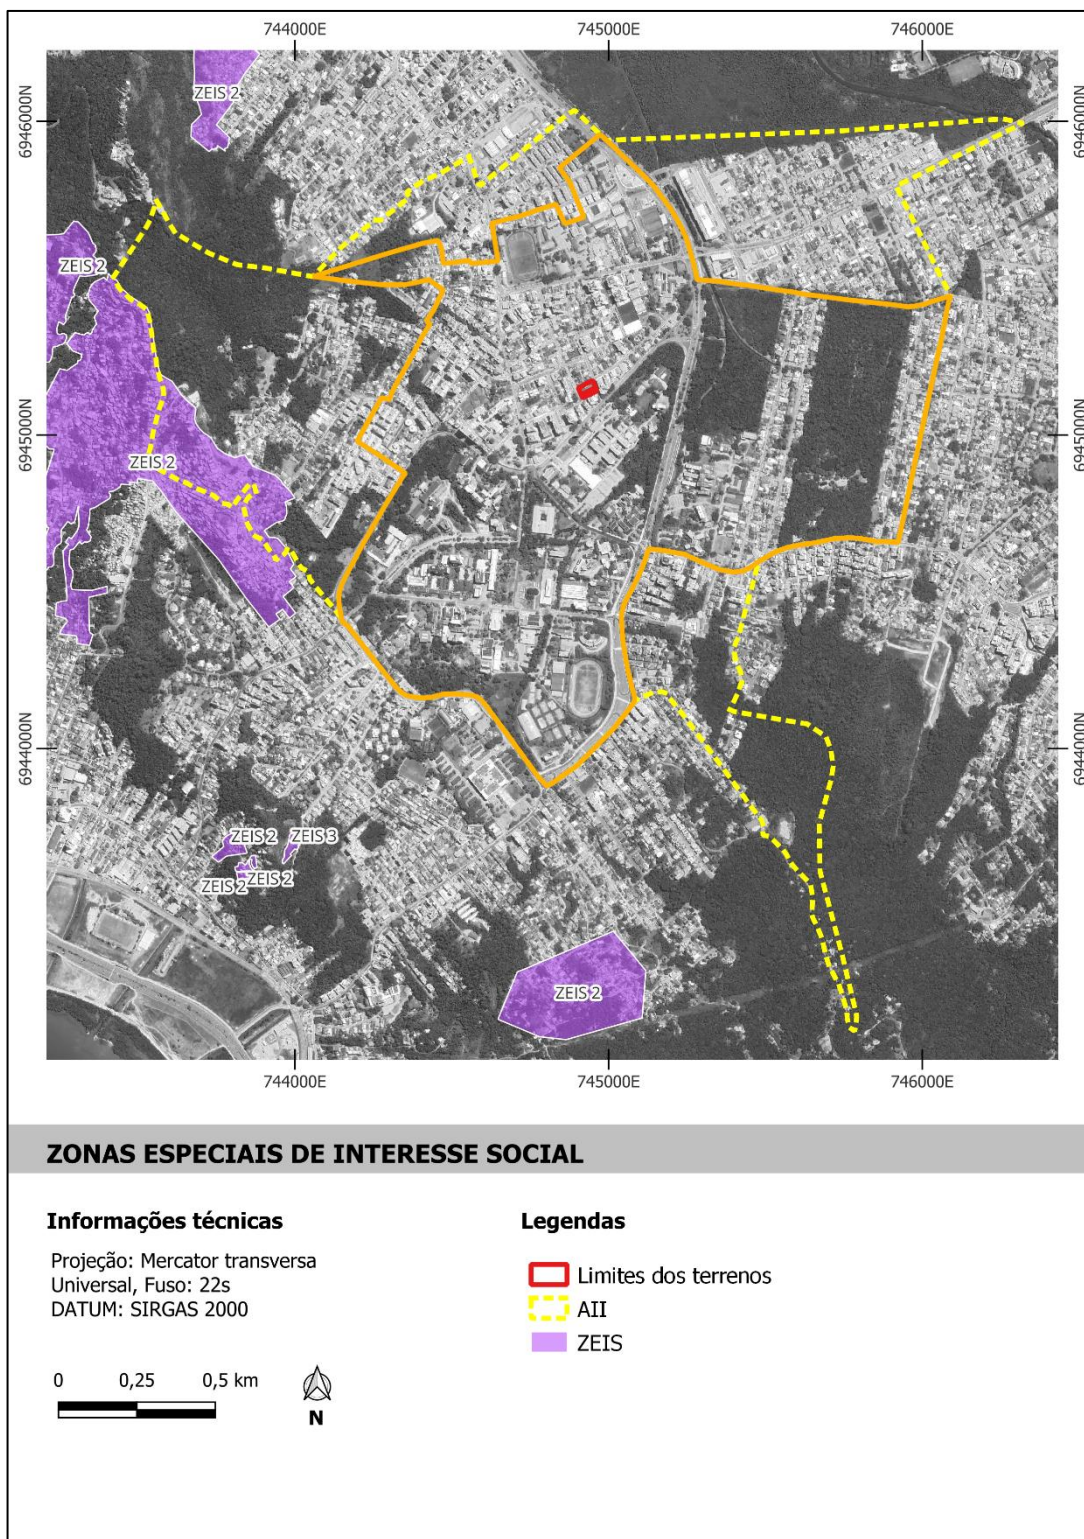 744000E 745000E 746000E
ZEIS 2
6946000N 6946000N
ZEIS 2
6945000N 6945000N
ZEIS 2
6944000N 6944000N
ZEIS 2 ZEIS 3
ZEIS 2 ZEIS 2
ZEIS 2
744000E 745000E 746000E
ZONAS ESPECIAIS DE INTERESSE SOCIAL
Informações técnicas
Projeção: Mercator transversa
Universal, Fuso: 22s
DATUM: SIRGAS 2000
0 0,25 0,5 km
N
Legendas
Limites dos terrenos
AII
ZEIS